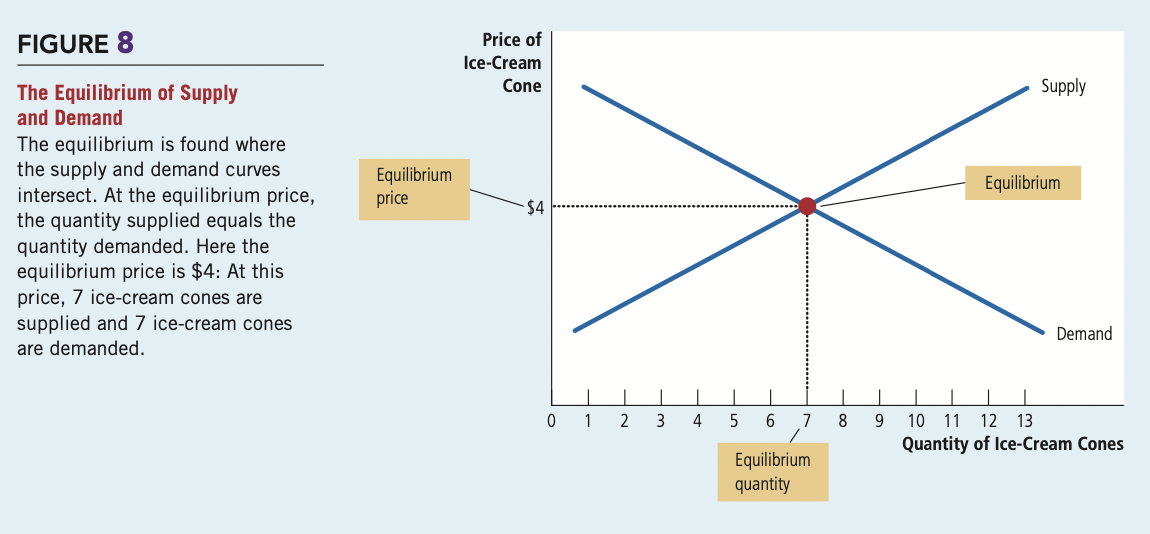 FIGURE 8
The Equilibrium of Supply
and Demand
The equilibrium is found where
the supply and demand curves
intersect. At the equilibrium price,
the quantity supplied equals the
quantity demanded. Here the
equilibrium price is $4: At this
price, 7 ice-cream cones are
supplied and 7 ice-cream cones
are demanded.
Price of
Ice-Cream
Cone
Supply
Equilibrium
price
Equilibrium
$4
Demand
0 1 2 3 4 5 6 7 8 9 10 11 12 13
Quantity of Ice-Cream Cones
Equilibrium
quantity